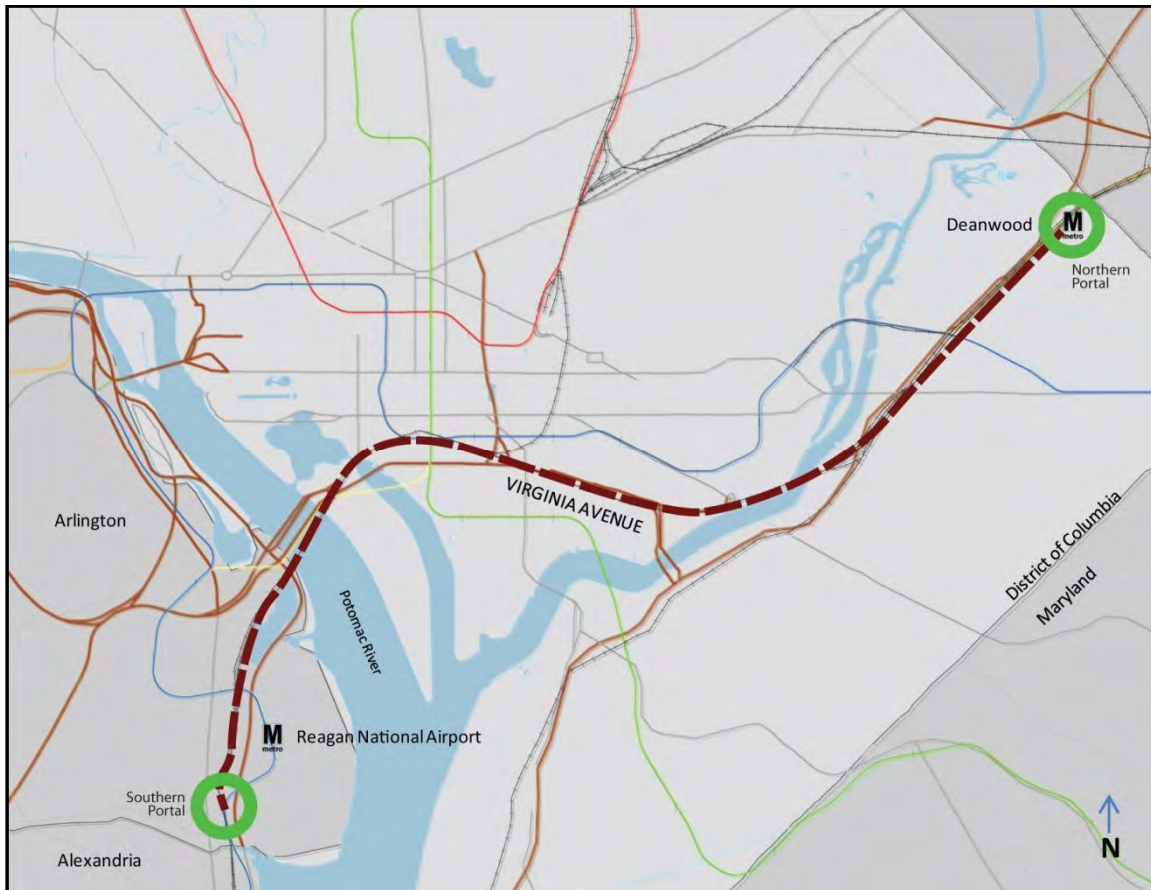 Deanwood
M
metro
Northern
Portal
VIRGINIA AVENUE
Arlington
District of Columbia
Maryland
Potomac River
M
metro
Reagan National Airport
Southern
Portal
Alexandria
N